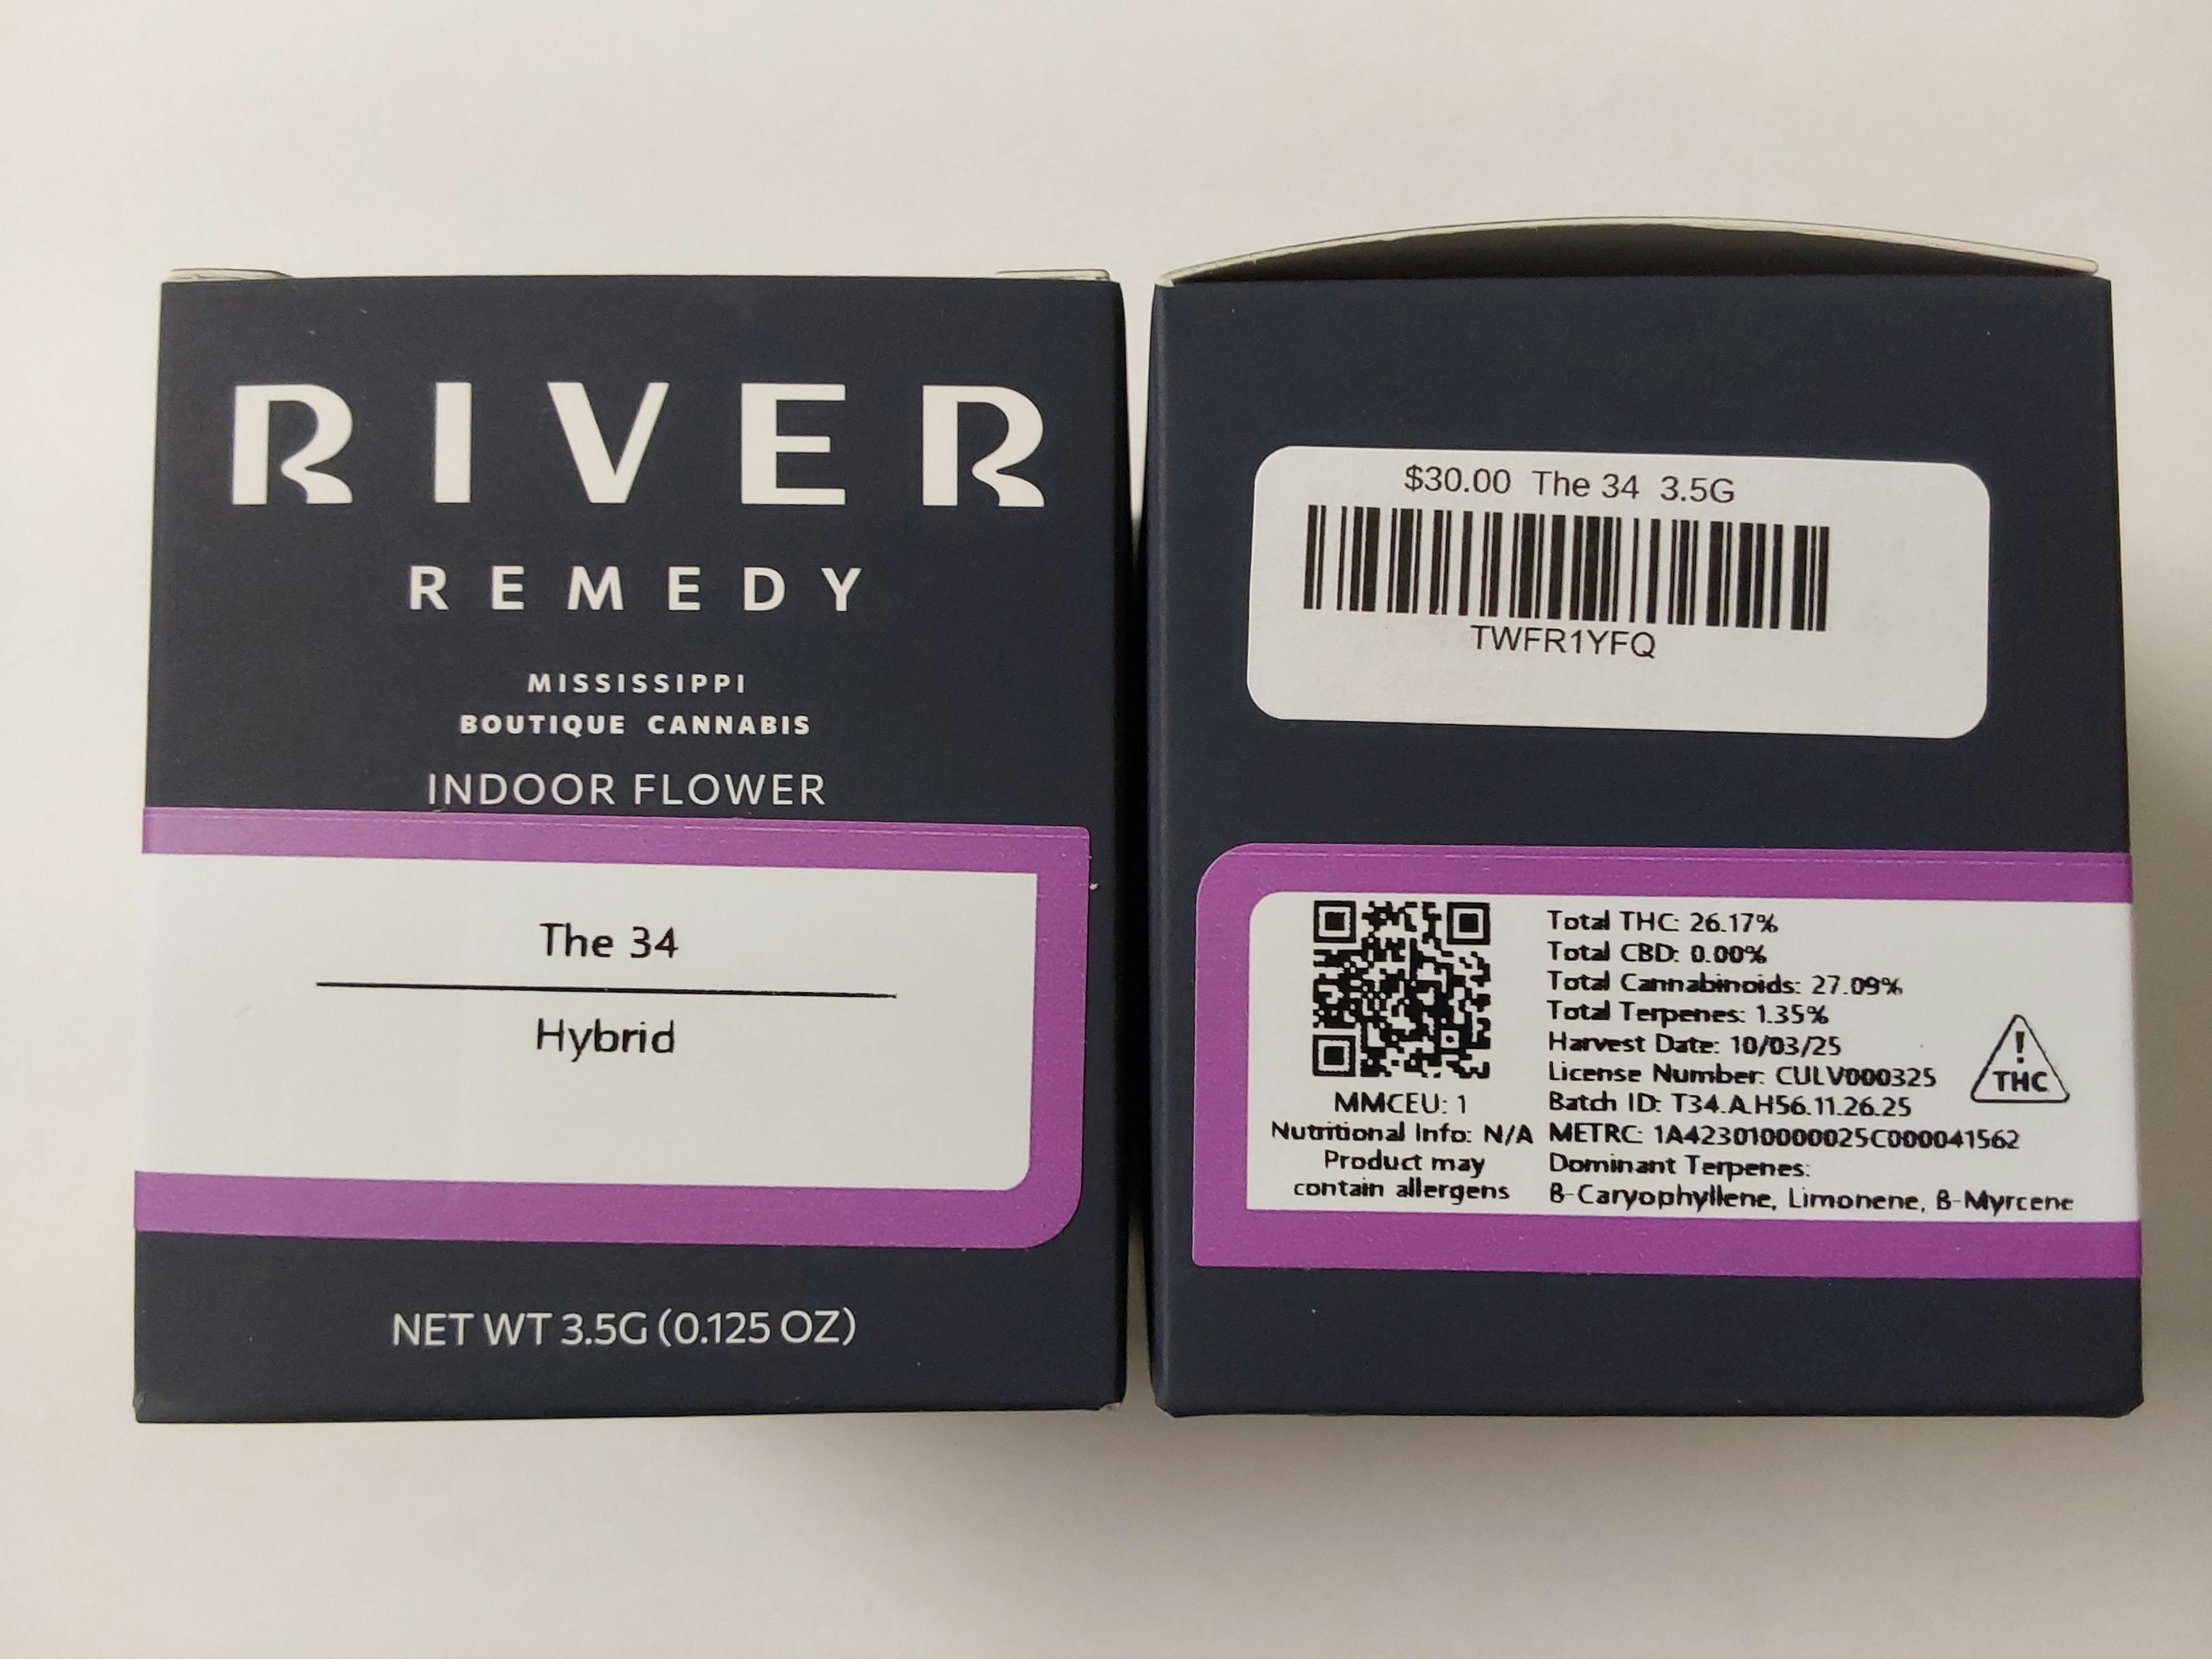 RIVER
REMEDY
MISSISSIPPI
BOUTIQUE CANNABIS
INDOOR FLOWER
The 34
Hybrid
NET WT 3.5G (0.125 OZ)
$30.00 The 34 3.5G
TWFR1YFQ
MMCEU: 1
Nutritional Info: N/A
Product may
contain allergens
Total THC: 26.17%
Total CBD: 0.00%
Total Cannabinoids: 27.09%
Total Terpenes: 1.35%
Harvest Date: 10/03/25
License Number: CULV000325
Batch ID: T34.A.H56.11.26.25
METRC: 1A423010000025C000041562
Dominant Terpenes:
β-Caryophyllene, Limonene, β-Myrcene
!
THC